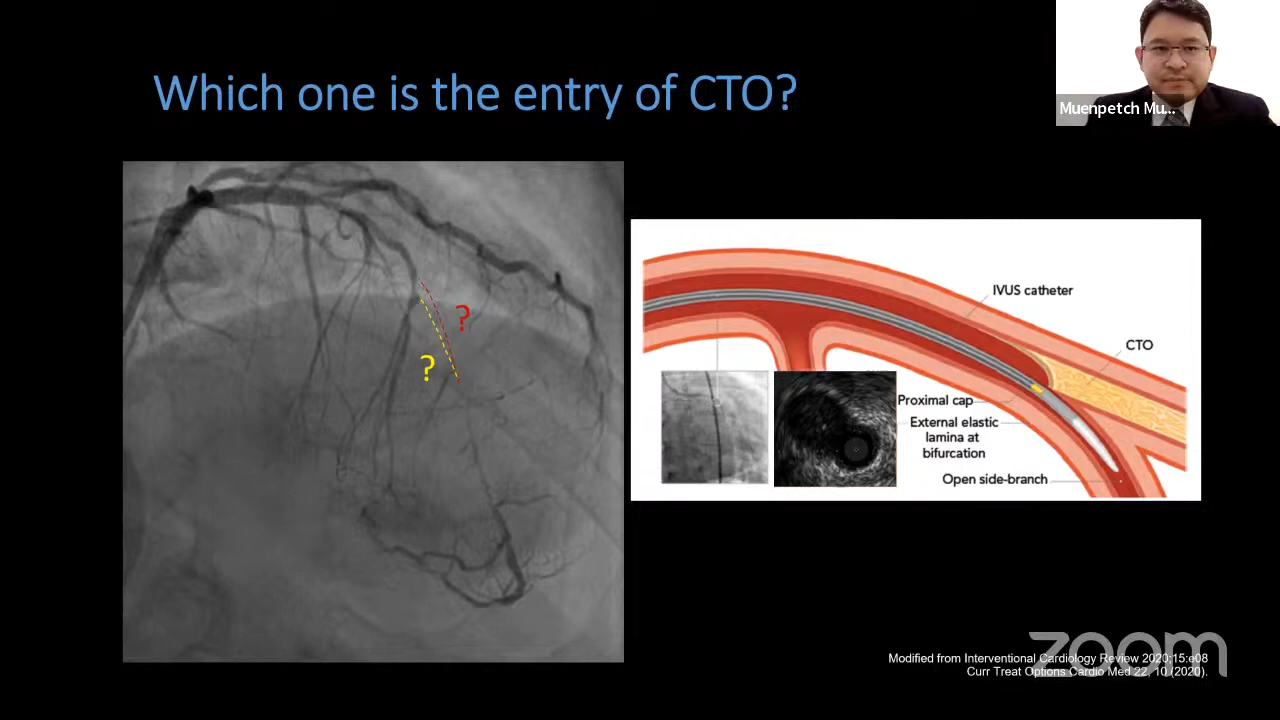 Which one is the entry of CTO?
Muenpetch Mu...
?
?
IVUS catheter
CTO
Proximal cap
External elastic
lamina at
bifurcation
Open side-branch
zoom
Modified from Interventional Cardiology Review 2020;15:e08
Curr Treat Options Cardio Med 22, 10 (2020).